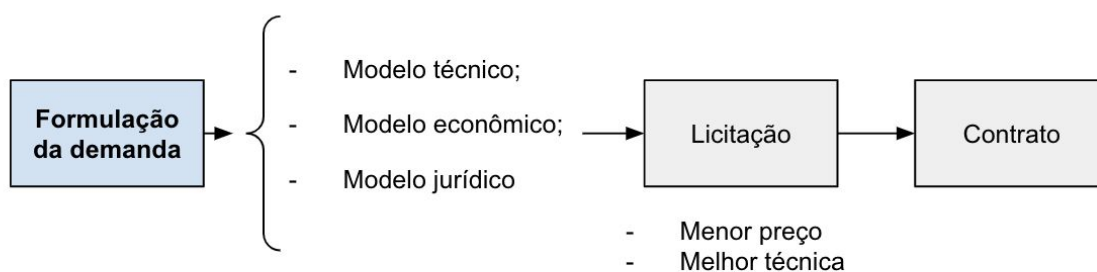 Formulação
da demanda
- Modelo técnico;
- Modelo econômico;
- Modelo jurídico
Licitação
- Menor preço
- Melhor técnica
Contrato